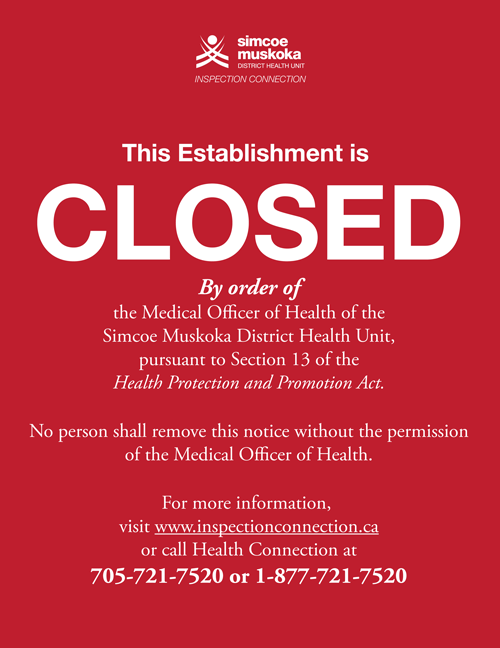 simcoe
muskoka
DISTRICT HEALTH UNIT
INSPECTION CONNECTION
This Establishment is
CLOSED
By order of
the Medical Officer of Health of the
Simcoe Muskoka District Health Unit,
pursuant to Section 13 of the
Health Protection and Promotion Act.
No person shall remove this notice without the permission
of the Medical Officer of Health.
For more information,
visit www.inspectionconnection.ca
or call Health Connection at
705-721-7520 or 1-877-721-7520